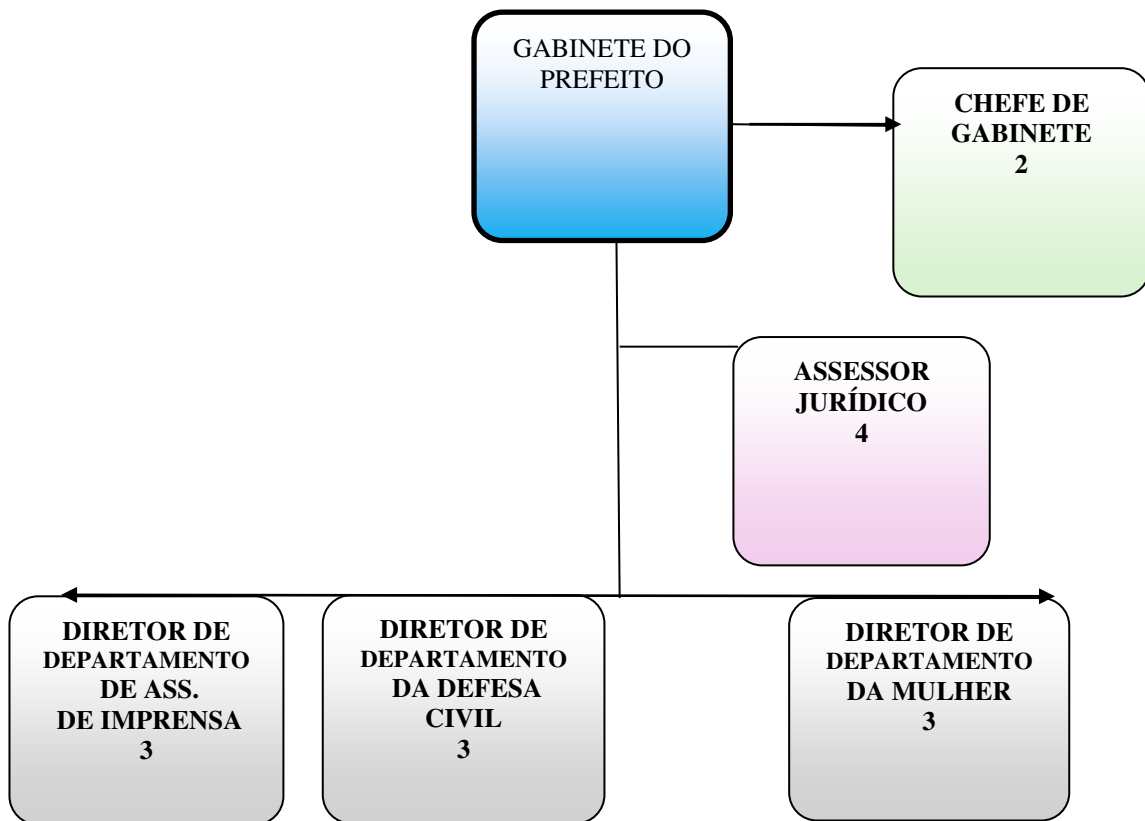 GABINETE DO
PREFEITO
CHEFE DE
GABINETE
2
ASSESSOR
JURÍDICO
4
DIRETOR DE
DEPARTAMENTO
DE ASS.
DE IMPRENSA
3
DIRETOR DE
DEPARTAMENTO
DA DEFESA
CIVIL
3
DIRETOR DE
DEPARTAMENTO
DA MULHER
3